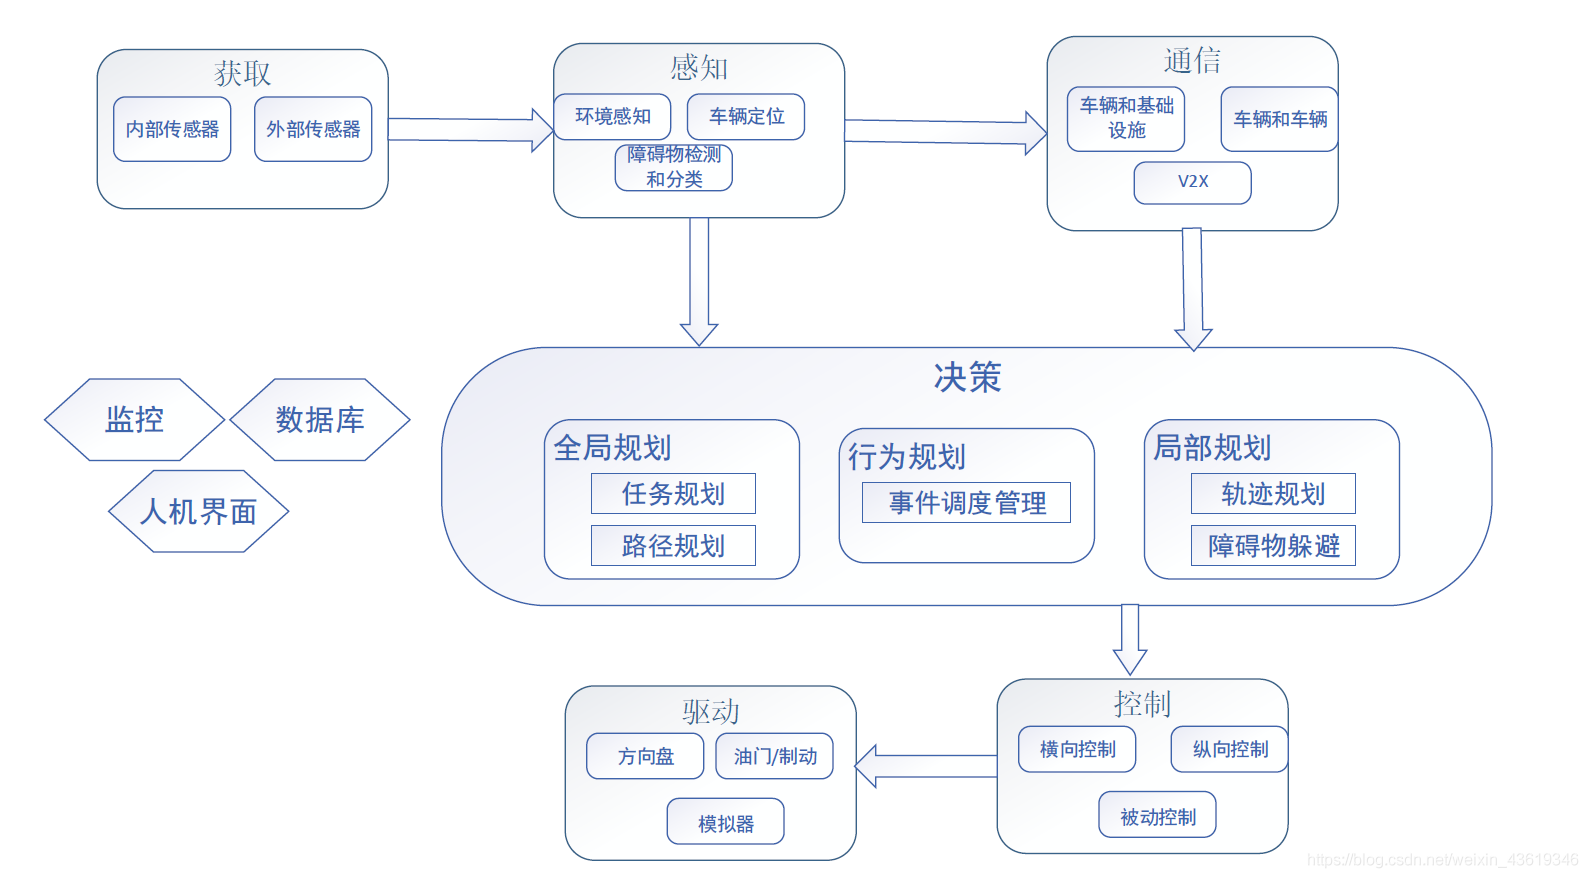 获取
内部传感器
外部传感器
感知
环境感知
车辆定位
障碍物检测
和分类
通信
车辆和基础
设施
车辆和车辆
V2X
监控
数据库
人机界面
决策
全局规划
任务规划
路径规划
行为规划
事件调度管理
局部规划
轨迹规划
障碍物躲避
驱动
方向盘
油门/制动
模拟器
控制
横向控制
纵向控制
被动控制
https://blog.csdn.net/weixin_43619346